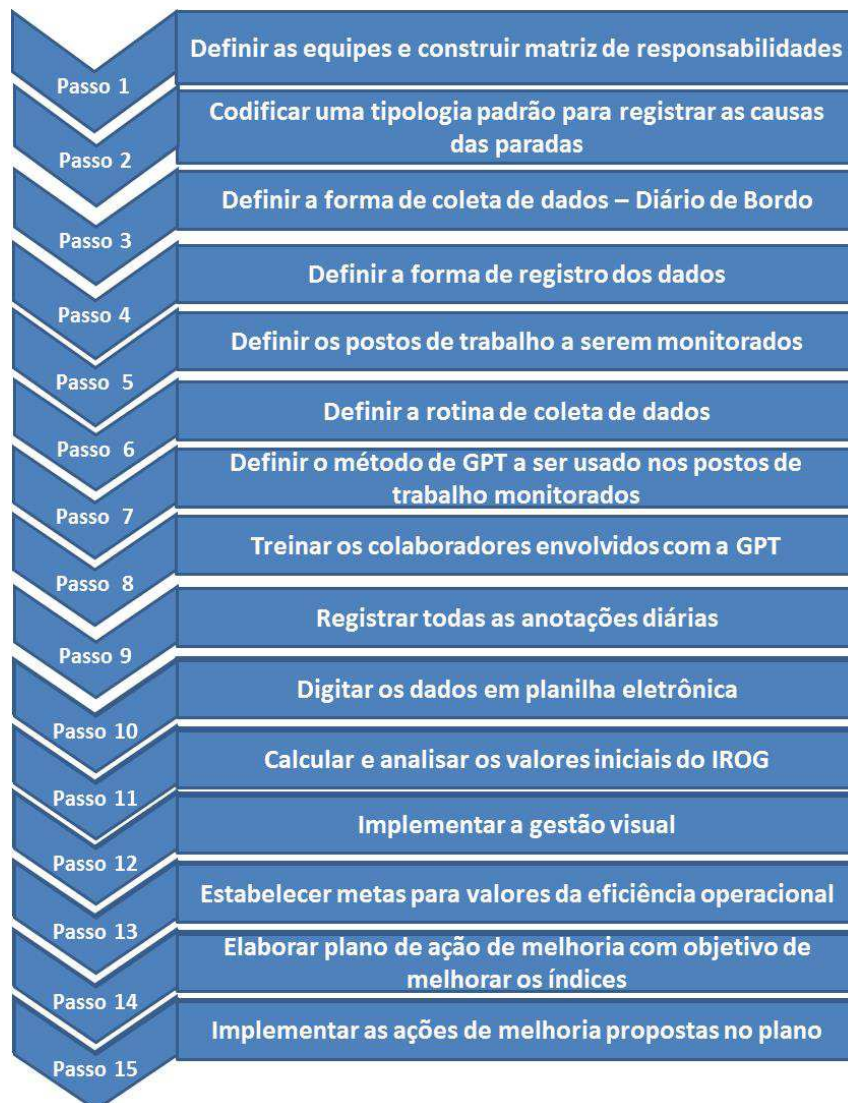 Definir as equipes e construir matriz de responsabilidades
Passo 1
Codificar uma tipologia padrão para registrar as causas
das paradas
Passo 2
Definir a forma de coleta de dados – Diário de Bordo
Passo 3
Definir a forma de registro dos dados
Passo 4
Definir os postos de trabalho a serem monitorados
Passo 5
Definir a rotina de coleta de dados
Passo 6
Definir o método de GPT a ser usado nos postos de
trabalho monitorados
Passo 7
Treinar os colaboradores envolvidos com a GPT
Passo 8
Registrar todas as anotações diárias
Passo 9
Digitar os dados em planilha eletrônica
Passo 10
Calcular e analisar os valores iniciais do IROG
Passo 11
Implementar a gestão visual
Passo 12
Estabelecer metas para valores da eficiência operacional
Passo 13
Elaborar plano de ação de melhoria com objetivo de
melhorar os índices
Passo 14
Implementar as ações de melhoria propostas no plano
Passo 15